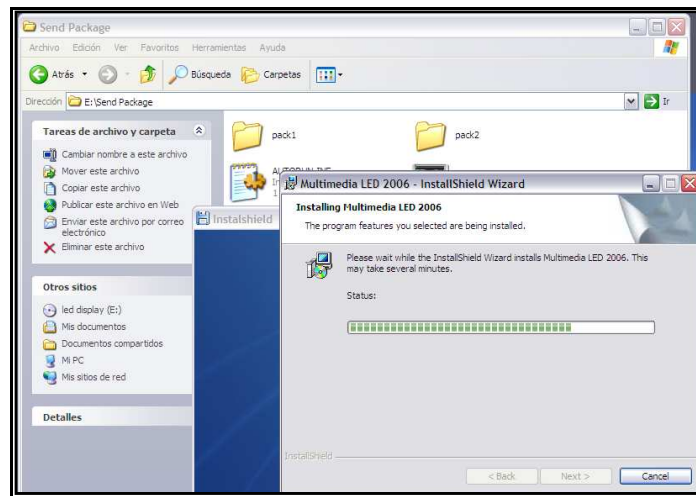 Send Package
Archivo Edición Ver Favoritos Herramientas Ayuda
Atrás Búsqueda Carpetas
Dirección E:\Send Package Ir
Tareas de archivo y carpeta
Cambiar nombre a este archivo
Mover este archivo
Copiar este archivo
Publicar este archivo en Web
Enviar este archivo por correo
electrónico
Eliminar este archivo
Otros sitios
led display (E:)
Mis documentos
Documentos compartidos
Mi PC
Mis sitios de red
Detalles
pack1 pack2
Instalshield
Multimedia LED 2006 - InstallShield Wizard
Installing Multimedia LED 2006
The program features you selected are being installed.
Please wait while the InstallShield Wizard installs Multimedia LED 2006. This
may take several minutes.
Status:
InstallShield
< Back Next > Cancel